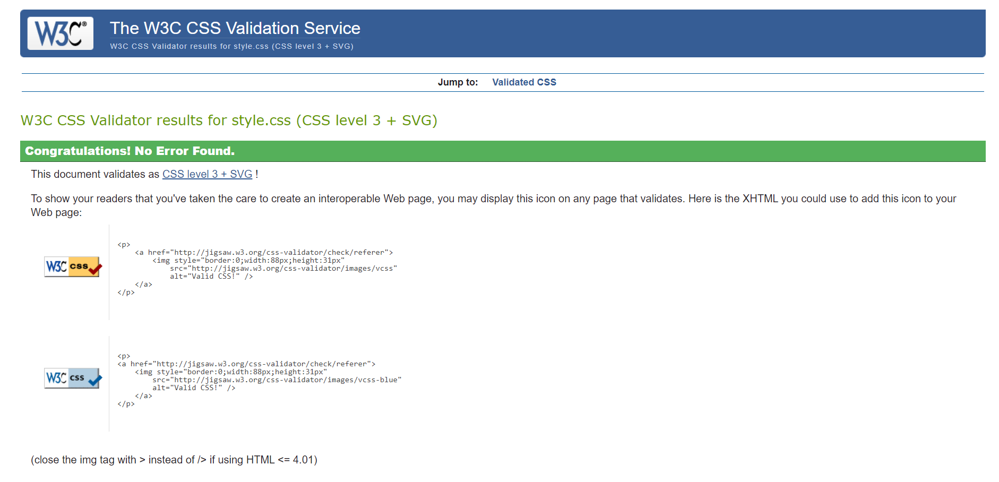 W3C®
The W3C CSS Validation Service
W3C CSS Validator results for style.css (CSS level 3 + SVG)
Jump to: Validated CSS
W3C CSS Validator results for style.css (CSS level 3 + SVG)
Congratulations! No Error Found.
This document validates as CSS level 3 + SVG !
To show your readers that you've taken the care to create an interoperable Web page, you may display this icon on any page that validates. Here is the XHTML you could use to add this icon to your
Web page:
W3C css
<p>
    <a href="http://jigsaw.w3.org/css-validator/check/referer">
        <img style="border:0;width:88px;height:31px"
            src="http://jigsaw.w3.org/css-validator/images/vcss"
            alt="Valid CSS!" />
    </a>
</p>
W3C css
<p>
<a href="http://jigsaw.w3.org/css-validator/check/referer">
    <img style="border:0;width:88px;height:31px"
        src="http://jigsaw.w3.org/css-validator/images/vcss-blue"
        alt="Valid CSS!" />
    </a>
</p>
(close the img tag with > instead of /> if using HTML <= 4.01)